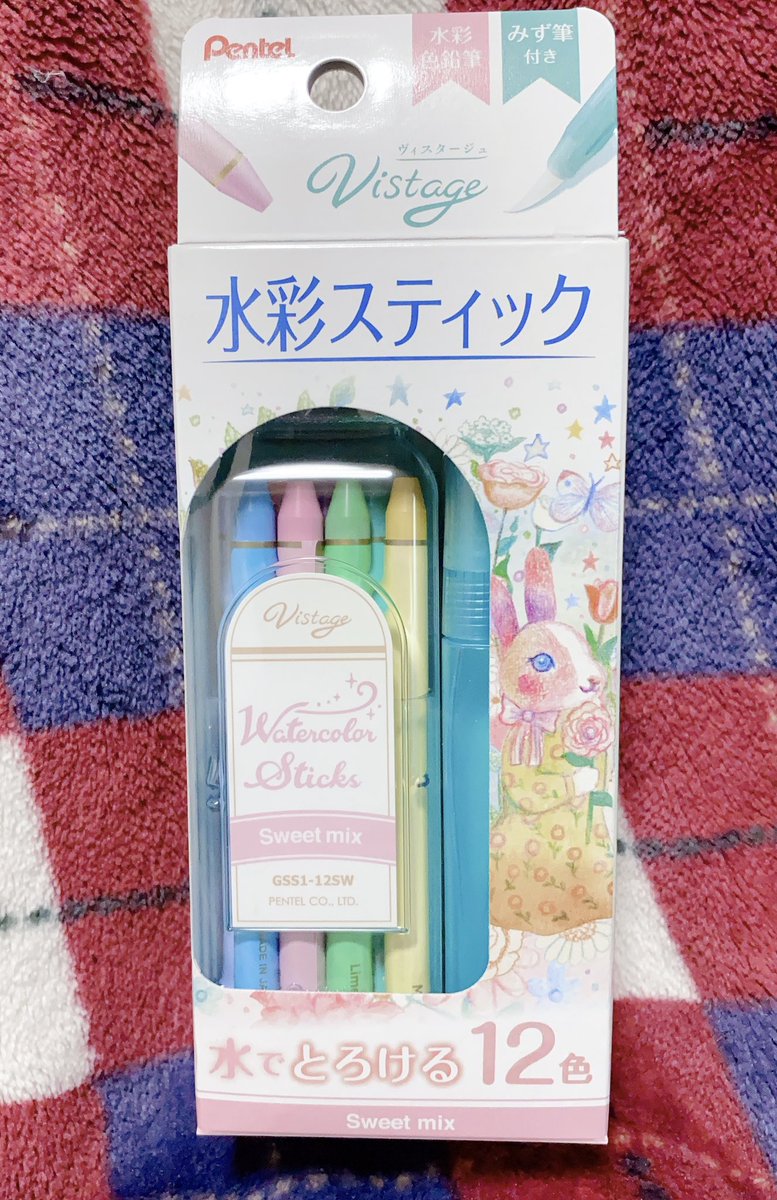 Pentel
水彩
色鉛筆
みず筆
付き
ヴィスタージュ
Vistage
水彩スティック
Vistage
Watercolor
Sticks
Sweet mix
GSS1-12SW
PENTEL CO., LTD.
水でとろける12色
Sweet mix